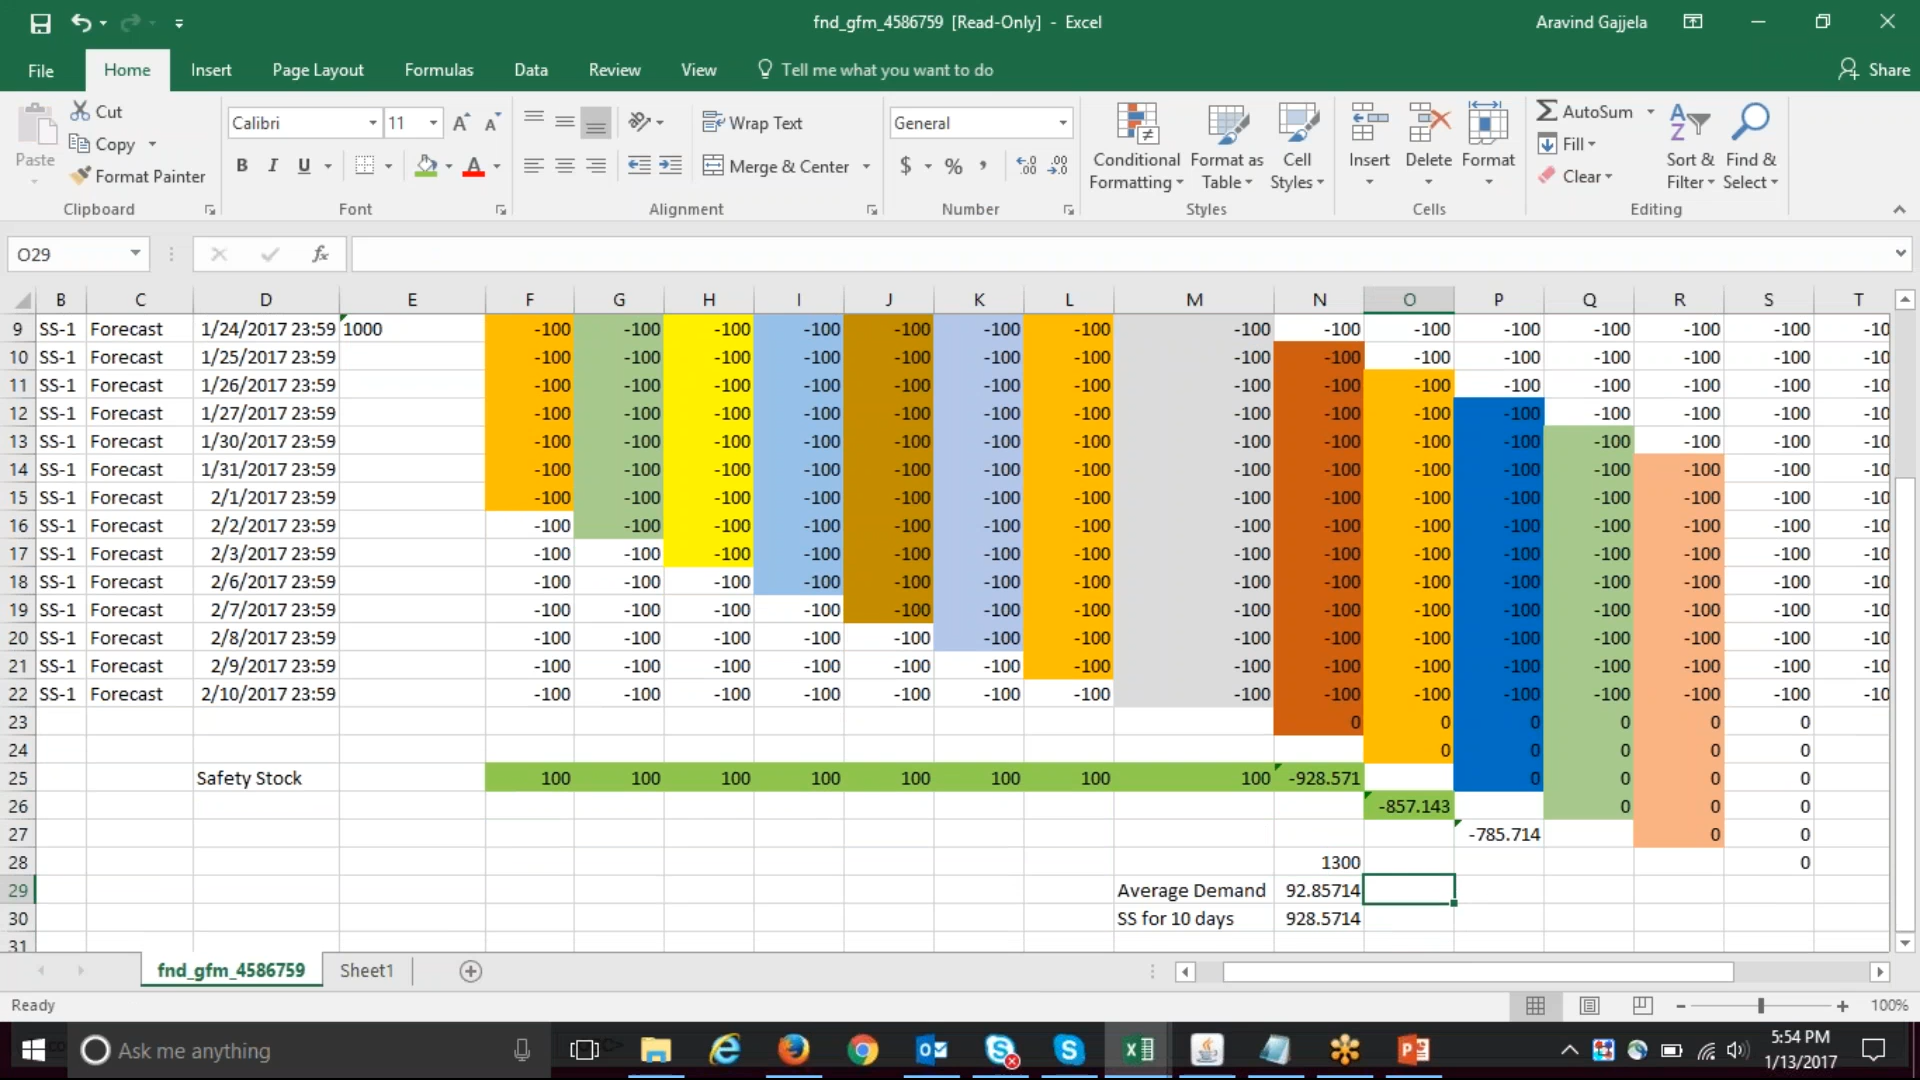 fnd_gfm_4586759 [Read-Only] - Excel
Aravind Gajjela
File Home Insert Page Layout Formulas Data Review View Tell me what you want to do Share
Paste
Cut
Copy
Format Painter
Clipboard
Calibri 11
B I U A
Font
Wrap Text
Merge & Center
Alignment
General
$ % ,
Number
Conditional Formatting
Format as Table
Cell Styles
Styles
Insert Delete Format
Cells
AutoSum
Fill
Clear
Sort & Filter
Find & Select
Editing
O29 fx
B C D E F G H I J K L M N O P Q R S T
9 SS-1 Forecast 1/24/2017 23:59 1000 -100 -100 -100 -100 -100 -100 -100 -100 -100 -100 -100 -100 -100 -100 -10
10 SS-1 Forecast 1/25/2017 23:59 -100 -100 -100 -100 -100 -100 -100 -100 -100 -100 -100 -100 -100 -100 -10
11 SS-1 Forecast 1/26/2017 23:59 -100 -100 -100 -100 -100 -100 -100 -100 -100 -100 -100 -100 -100 -100 -10
12 SS-1 Forecast 1/27/2017 23:59 -100 -100 -100 -100 -100 -100 -100 -100 -100 -100 -100 -100 -100 -100 -10
13 SS-1 Forecast 1/30/2017 23:59 -100 -100 -100 -100 -100 -100 -100 -100 -100 -100 -100 -100 -100 -100 -10
14 SS-1 Forecast 1/31/2017 23:59 -100 -100 -100 -100 -100 -100 -100 -100 -100 -100 -100 -100 -100 -100 -10
15 SS-1 Forecast 2/1/2017 23:59 -100 -100 -100 -100 -100 -100 -100 -100 -100 -100 -100 -100 -100 -100 -10
16 SS-1 Forecast 2/2/2017 23:59 -100 -100 -100 -100 -100 -100 -100 -100 -100 -100 -100 -100 -100 -100 -10
17 SS-1 Forecast 2/3/2017 23:59 -100 -100 -100 -100 -100 -100 -100 -100 -100 -100 -100 -100 -100 -100 -10
18 SS-1 Forecast 2/6/2017 23:59 -100 -100 -100 -100 -100 -100 -100 -100 -100 -100 -100 -100 -100 -100 -10
19 SS-1 Forecast 2/7/2017 23:59 -100 -100 -100 -100 -100 -100 -100 -100 -100 -100 -100 -100 -100 -100 -10
20 SS-1 Forecast 2/8/2017 23:59 -100 -100 -100 -100 -100 -100 -100 -100 -100 -100 -100 -100 -100 -100 -10
21 SS-1 Forecast 2/9/2017 23:59 -100 -100 -100 -100 -100 -100 -100 -100 -100 -100 -100 -100 -100 -100 -10
22 SS-1 Forecast 2/10/2017 23:59 -100 -100 -100 -100 -100 -100 -100 -100 -100 -100 -100 -100 -100 -100 -10
23 0 0 0 0 0 0
24 0 0 0 0 0
25 Safety Stock 100 100 100 100 100 100 100 100 -928.571 0 0 0 0
26 -857.143 0 0 0
27 -785.714 0 0
28 1300 0
29 Average Demand 92.85714
30 SS for 10 days 928.5714
31
fnd_gfm_4586759 Sheet1
Ready 100%
Ask me anything
5:54 PM
1/13/2017